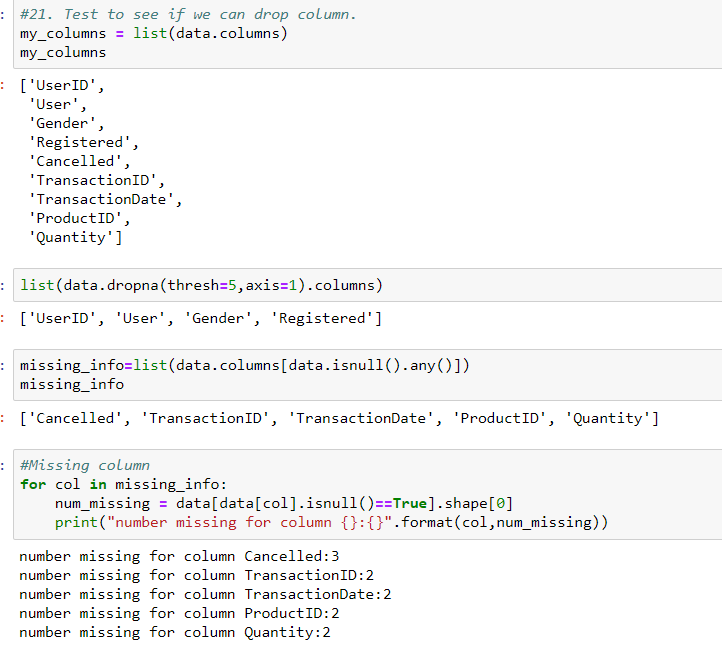 #21. Test to see if we can drop column.
my_columns = list(data.columns)
my_columns
['UserID',
 'User',
 'Gender',
 'Registered',
 'Cancelled',
 'TransactionID',
 'TransactionDate',
 'ProductID',
 'Quantity']
list(data.dropna(thresh=5,axis=1).columns)
['UserID', 'User', 'Gender', 'Registered']
missing_info=list(data.columns[data.isnull().any()])
missing_info
['Cancelled', 'TransactionID', 'TransactionDate', 'ProductID', 'Quantity']
#Missing column
for col in missing_info:
    num_missing = data[data[col].isnull()==True].shape[0]
    print("number missing for column {}:{}".format(col,num_missing))
number missing for column Cancelled:3
number missing for column TransactionID:2
number missing for column TransactionDate:2
number missing for column ProductID:2
number missing for column Quantity:2